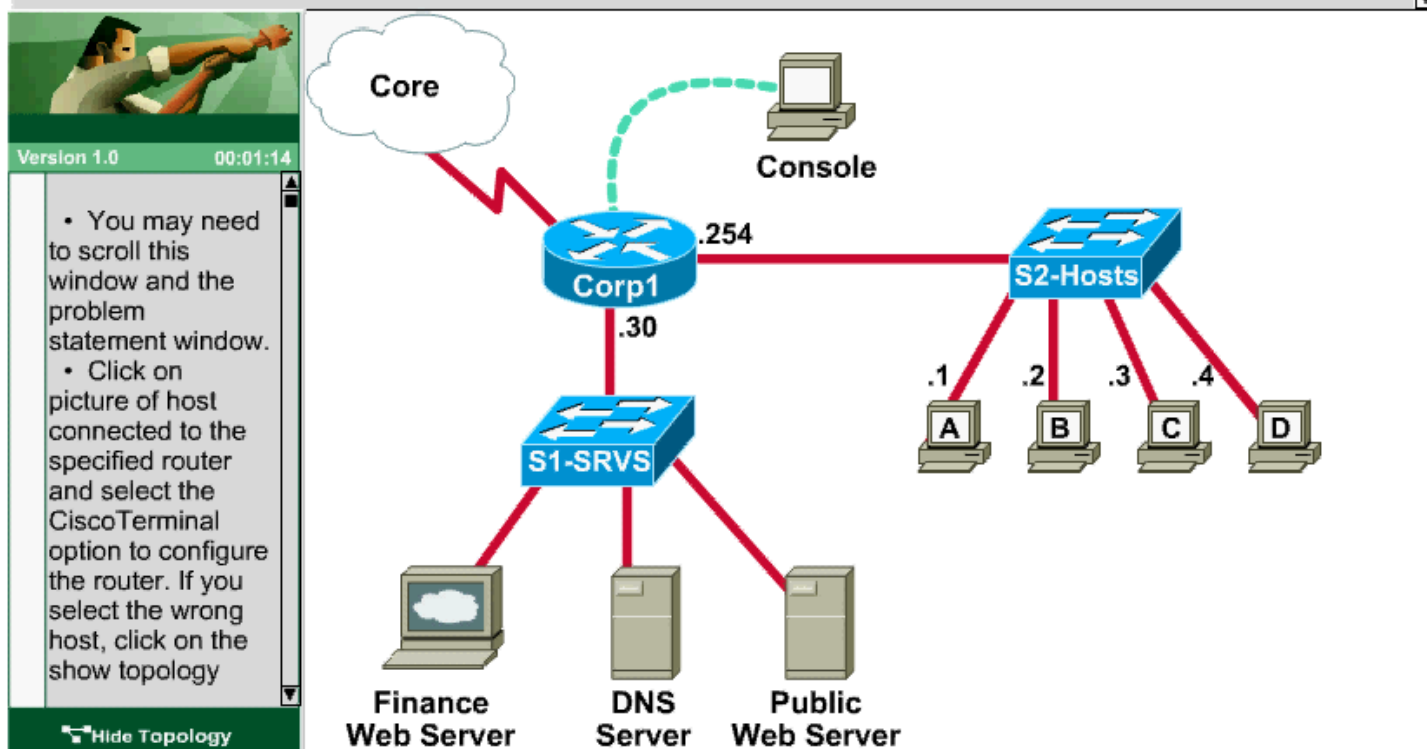 Version 1.0 00:01:14
• You may need
to scroll this
window and the
problem
statement window.
• Click on
picture of host
connected to the
specified router
and select the
CiscoTerminal
option to configure
the router. If you
select the wrong
host, click on the
show topology
Hide Topology
Core
Console
Corp1
.254
.30
S2-Hosts
.1
.2
.3
.4
A
B
C
D
S1-SRVS
Finance
Web Server
DNS
Server
Public
Web Server